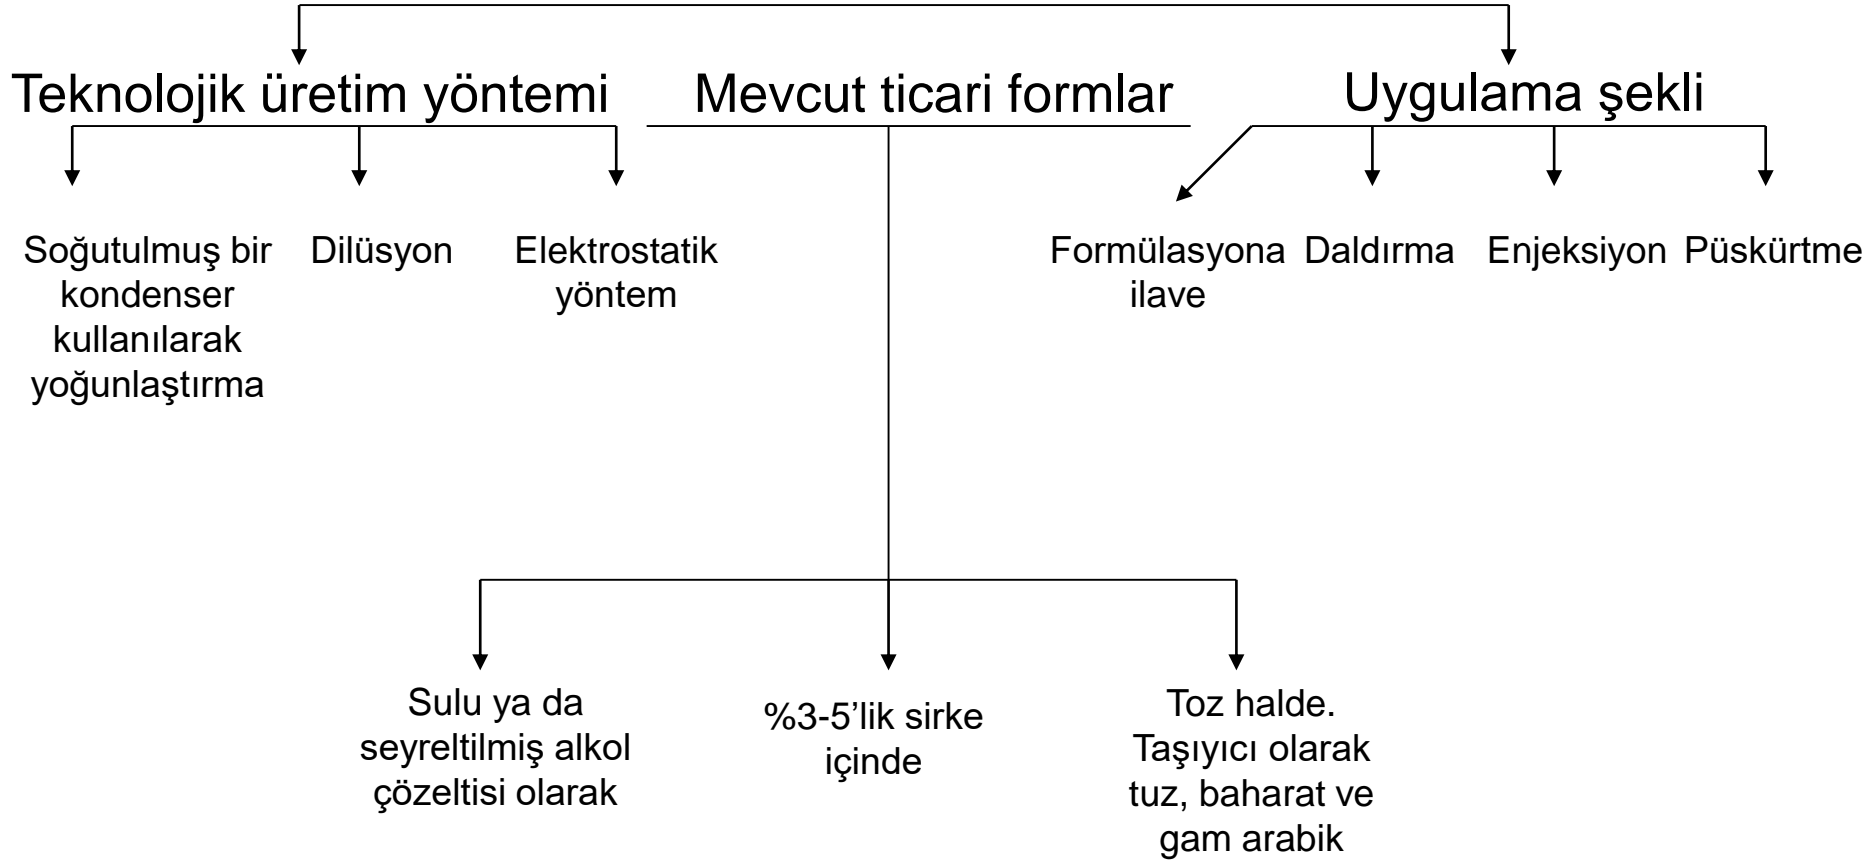 Teknolojik üretim yöntemi
Mevcut ticari formlar
Uygulama şekli
Soğutulmuş bir
kondenser
kullanılarak
yoğunlaştırma
Dilüsyon
Elektrostatik
yöntem
Formülasyona
ilave
Daldırma
Enjeksiyon
Püskürtme
Sulu ya da
seyreltilmiş alkol
çözeltisi olarak
%3-5’lik sirke
içinde
Toz halde.
Taşıyıcı olarak
tuz, baharat ve
gam arabik